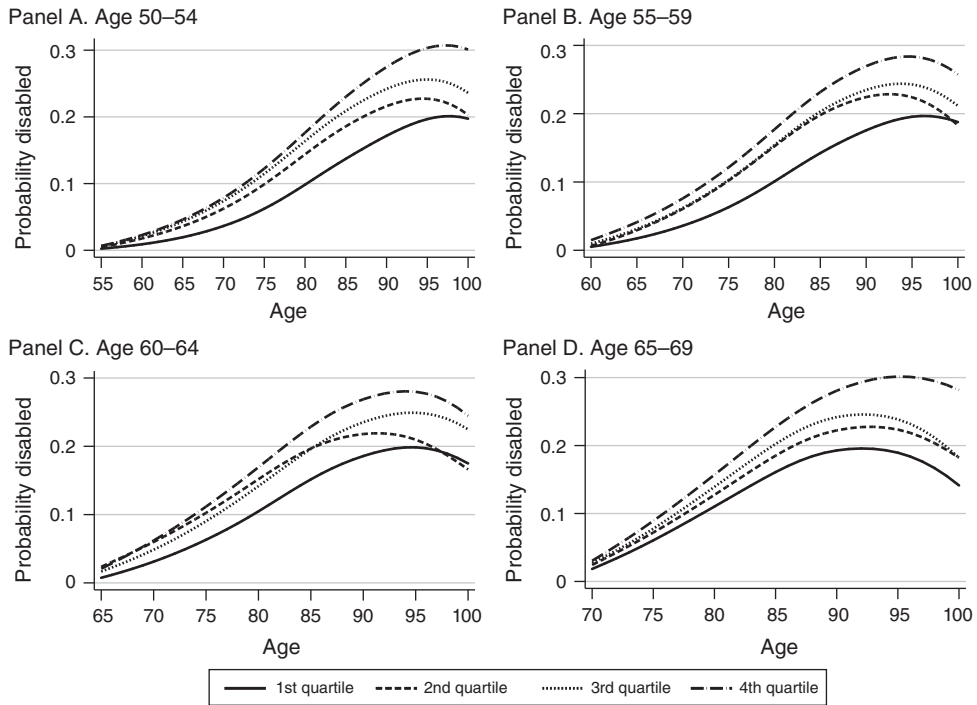 Panel A. Age 50–54
Probability disabled
0.3
0.2
0.1
0
55 60 65 70 75 80 85 90 95 100
Age
Panel B. Age 55–59
Probability disabled
0.3
0.2
0.1
0
60 65 70 75 80 85 90 95 100
Age
Panel C. Age 60–64
Probability disabled
0.3
0.2
0.1
0
65 70 75 80 85 90 95 100
Age
Panel D. Age 65–69
Probability disabled
0.3
0.2
0.1
0
70 75 80 85 90 95 100
Age
1st quartile 2nd quartile 3rd quartile 4th quartile